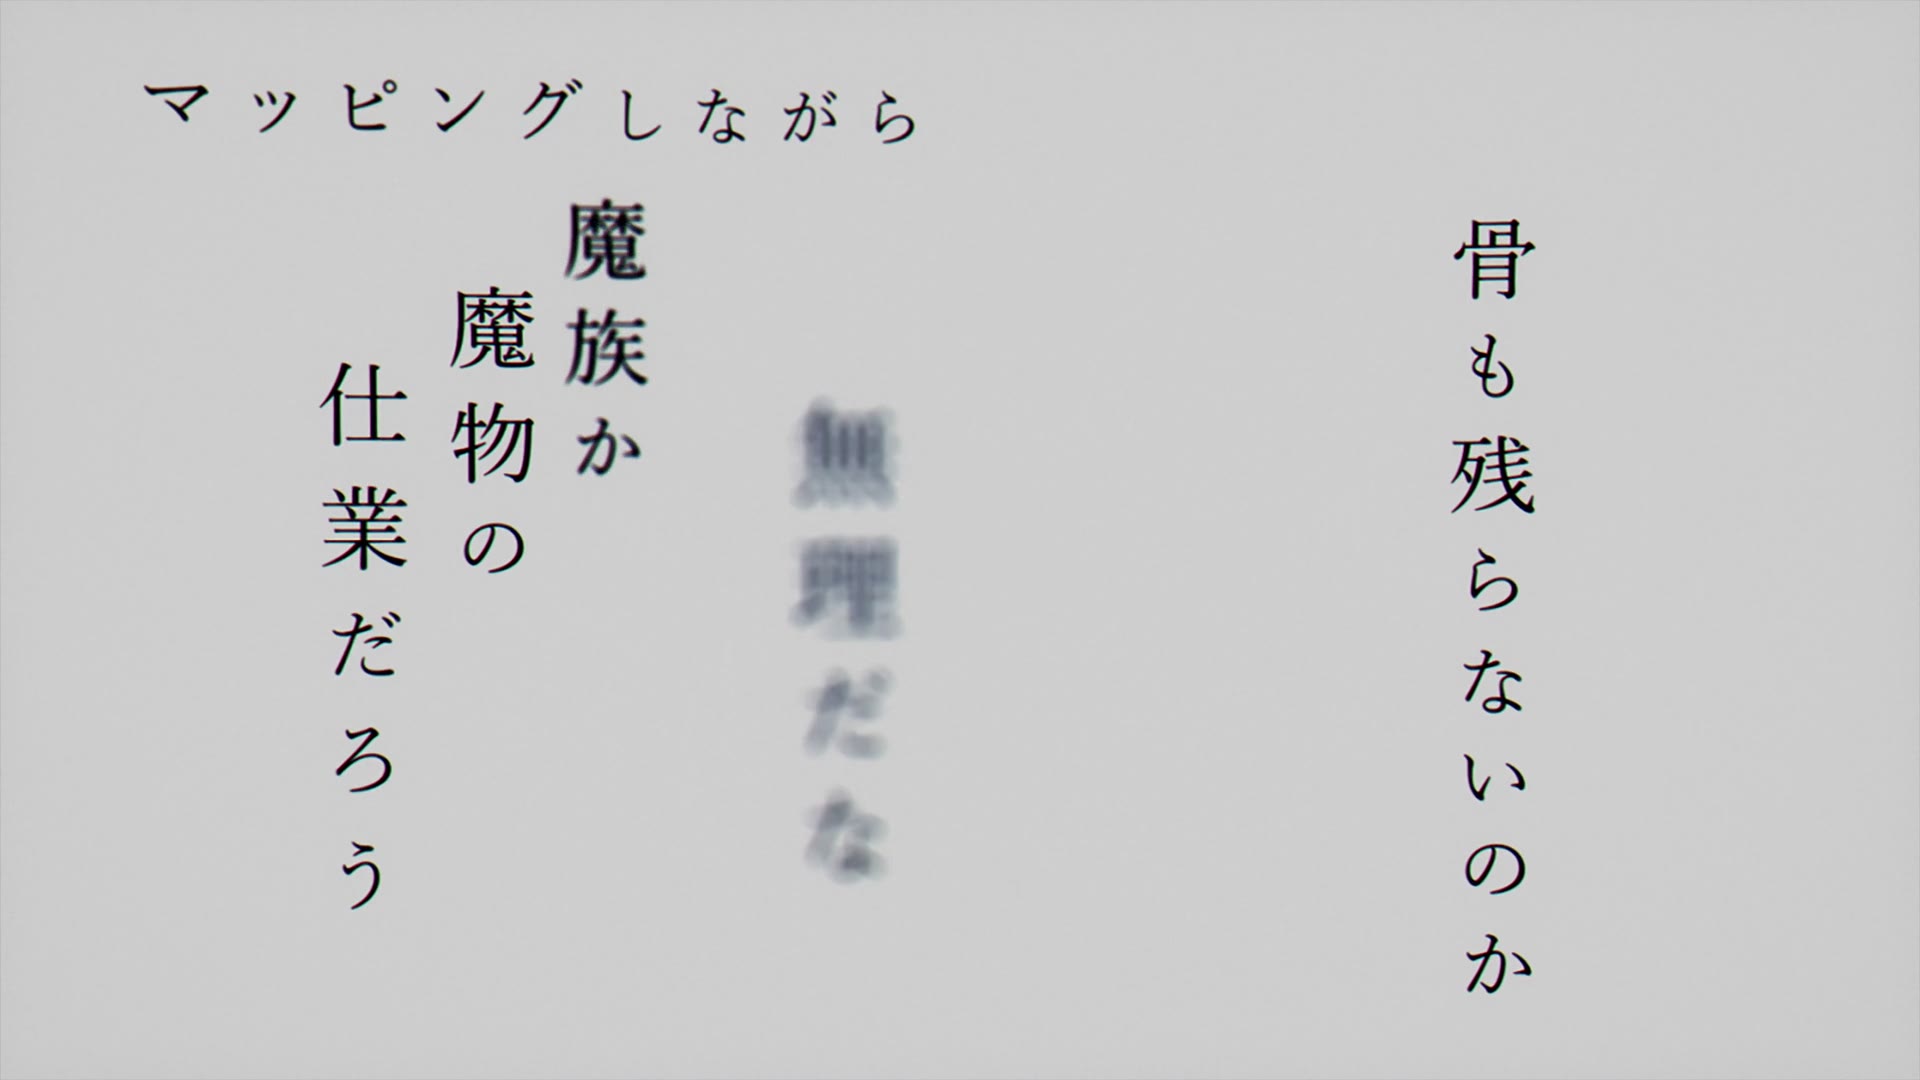 マッピングしながら
骨も残らないのか
無理だな
魔族か
魔物の
仕業だろう